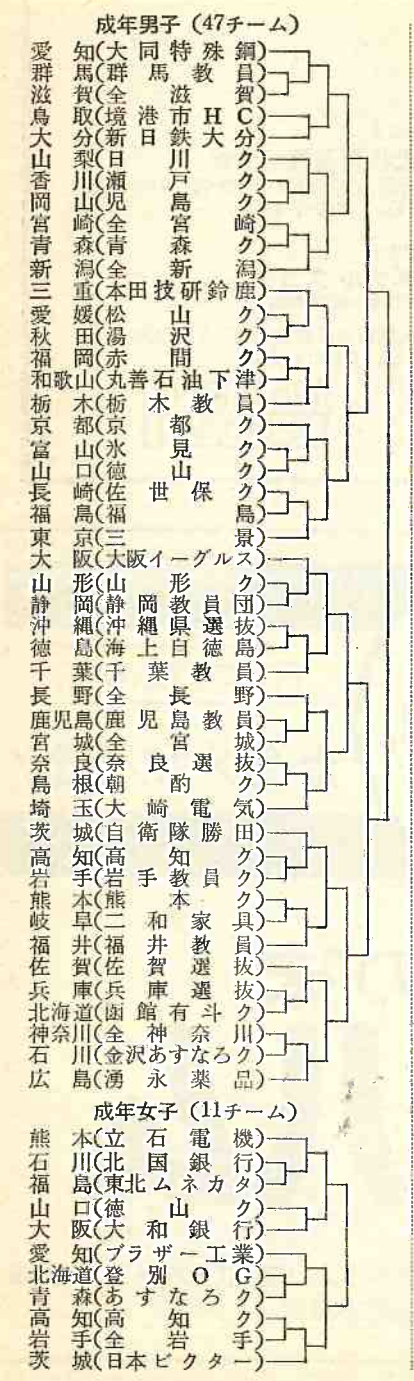 成年男子(47チーム)
愛知(大同特殊鋼)
群馬(群馬教員)
滋賀(全滋賀)
鳥取(境港市HC)
大分(新日鉄大分)
山梨(日川ク)
香川(瀬戸ク)
岡山(児島ク)
宮崎(全宮崎)
青森(青森ク)
新潟(全新潟)
三重(本田技研鈴鹿)
愛媛(松山ク)
秋田(湯沢ク)
福岡(赤間ク)
和歌山(丸善石油下津)
栃木(栃木教員)
京都(京都ク)
富山(氷見ク)
山口(徳山ク)
長崎(佐世保ク)
福島(福島)
東京(三景)
大阪(大阪イーグルス)
山形(山形ク)
静岡(静岡教員団)
沖縄(沖縄県選抜)
徳島(海上自徳島)
千葉(千葉教員)
長野(全長野)
鹿児島(鹿児島教員)
宮城(全宮城)
奈良(奈良選抜)
島根(朝酌ク)
埼玉(大崎電気)
茨城(自衛隊勝田)
高知(高知ク)
岩手(岩手教員ク)
熊本(熊本ク)
岐阜(二和家具)
福井(福井教員)
佐賀(佐賀選抜)
兵庫(兵庫選抜)
北海道(函館有斗ク)
神奈川(全神奈川)
石川(金沢あすなろク)
広島(湧永薬品)
成年女子(11チーム)
熊本(立石電機)
石川(北国銀行)
福島(東北ムネカタ)
山口(徳山ク)
大阪(大和銀行)
愛知(ブラザー工業)
北海道(登別OG)
青森(あすなろク)
高知(高知ク)
岩手(全岩手)
茨城(日本ビクター)